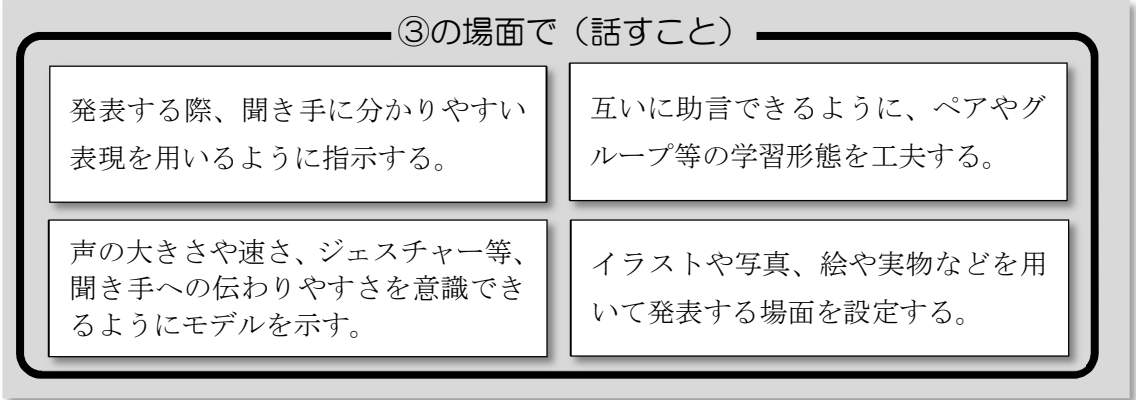 ③の場面で（話すこと）
発表する際、聞き手に分かりやすい
表現を用いるように指示する。
互いに助言できるように、ペアやグ
ループ等の学習形態を工夫する。
声の大きさや速さ、ジェスチャー等、
聞き手への伝わりやすさを意識でき
るようにモデルを示す。
イラストや写真、絵や実物などを用
いて発表する場面を設定する。